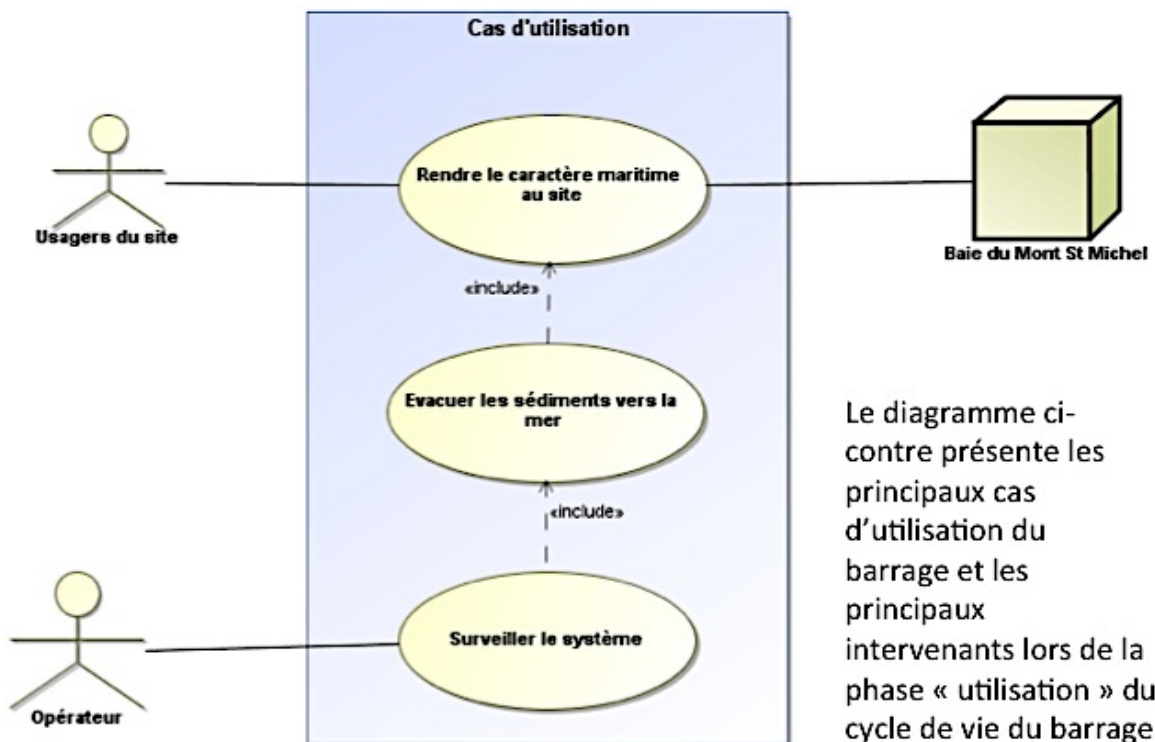 Cas d'utilisation
Rendre le caractère maritime
au site
Usagers du site
Baie du Mont St Michel
«include»
Evacuer les sédiments vers la
mer
«include»
Surveiller le système
Opérateur
Le diagramme ci-
contre présente les
principaux cas
d'utilisation du
barrage et les
principaux
intervenants lors de la
phase « utilisation » du
cycle de vie du barrage